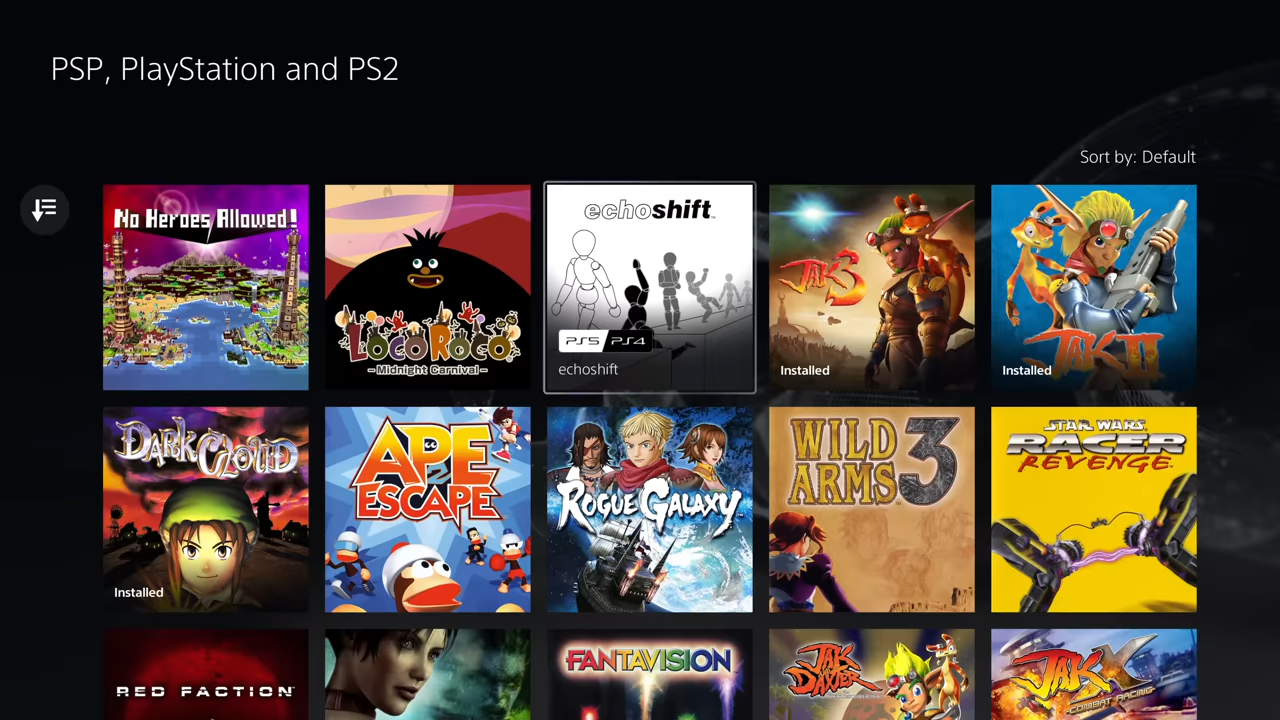 PSP, PlayStation and PS2
Sort by: Default
No Heroes Allowed!
LocoRoco
- Midnight Carnival -
echoshift™
PS5 PS4
echoshift
JAK 3
Installed
JAK II
Installed
DARK CLOUD
Installed
APE
2
ESCAPE
ROGUE GALAXY
WILD
ARMS 3
STAR WARS
RACER
REVENGE
RED FACTION
FANTAVISION
JAK
AND
DAXTER
JAK X
COMBAT RACING